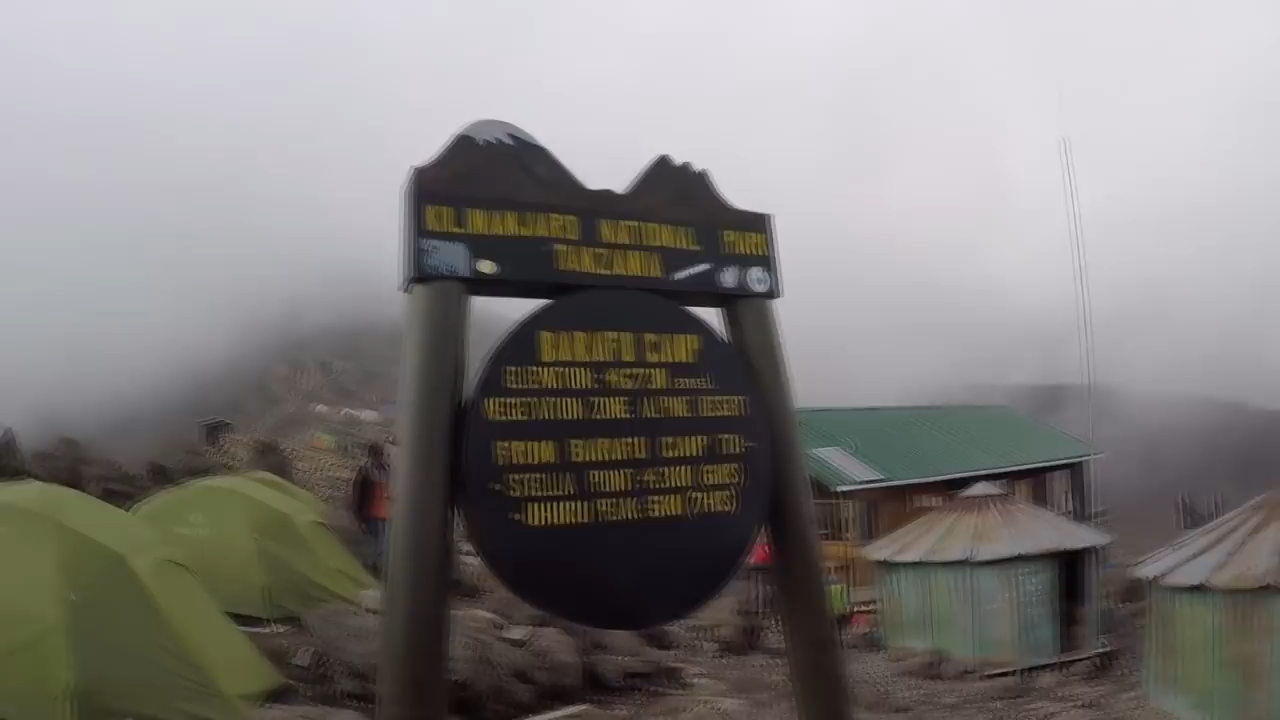 KILIMANJARO NATIONAL PARK
TANZANIA
BARAFU CAMP
ELEVATION: 4673M
VEGETATION ZONE: ALPINE DESERT
FROM BARAFU CAMP TO:-
STELLA POINT: (6HRS)
UHURU PEAK: 5KM (7HRS)